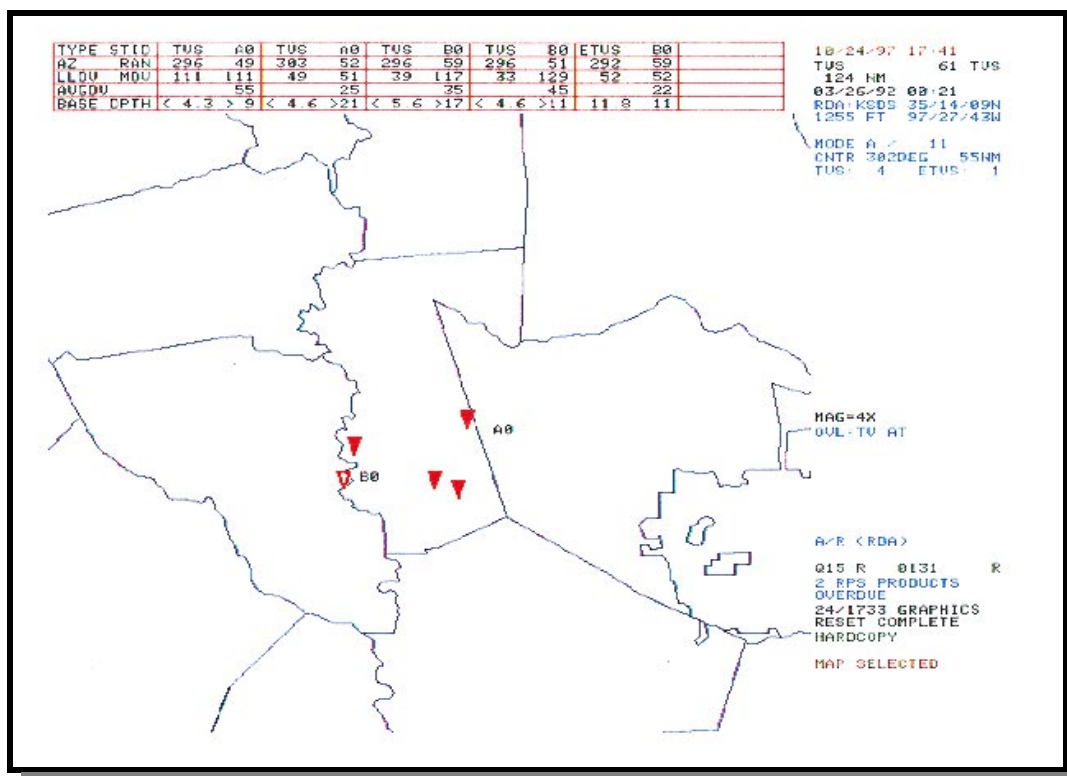 TYPE STID TVS A0 TVS A0 TVS B0 TVS B0 ETVS B0
AZ RAN 296 49 303 52 296 59 296 51 292 59
LLDV MDV 111 111 49 51 39 117 33 129 52 52
AVGDV 55 25 35 45 22
BASE DPTH < 4.3 > 9 < 4.6 >21 < 5.6 >17 < 4.6 >11 11 8 11
10/24/97 17:41
TVS 61 TVS
124 NM
03/26/92 00:21
RDA:KSDS 35/14/09N
1255 FT 97/27/43W
MODE A / 11
CNTR 302DEG 55NM
TVS: 4 ETVS: 1
A0
B0
MAG=4X
OVL:TV AT
A/R (RDA)
Q15 R 0131 R
2 RPS PRODUCTS
OVERDUE
24/1733 GRAPHICS
RESET COMPLETE
HARDCOPY
MAP SELECTED